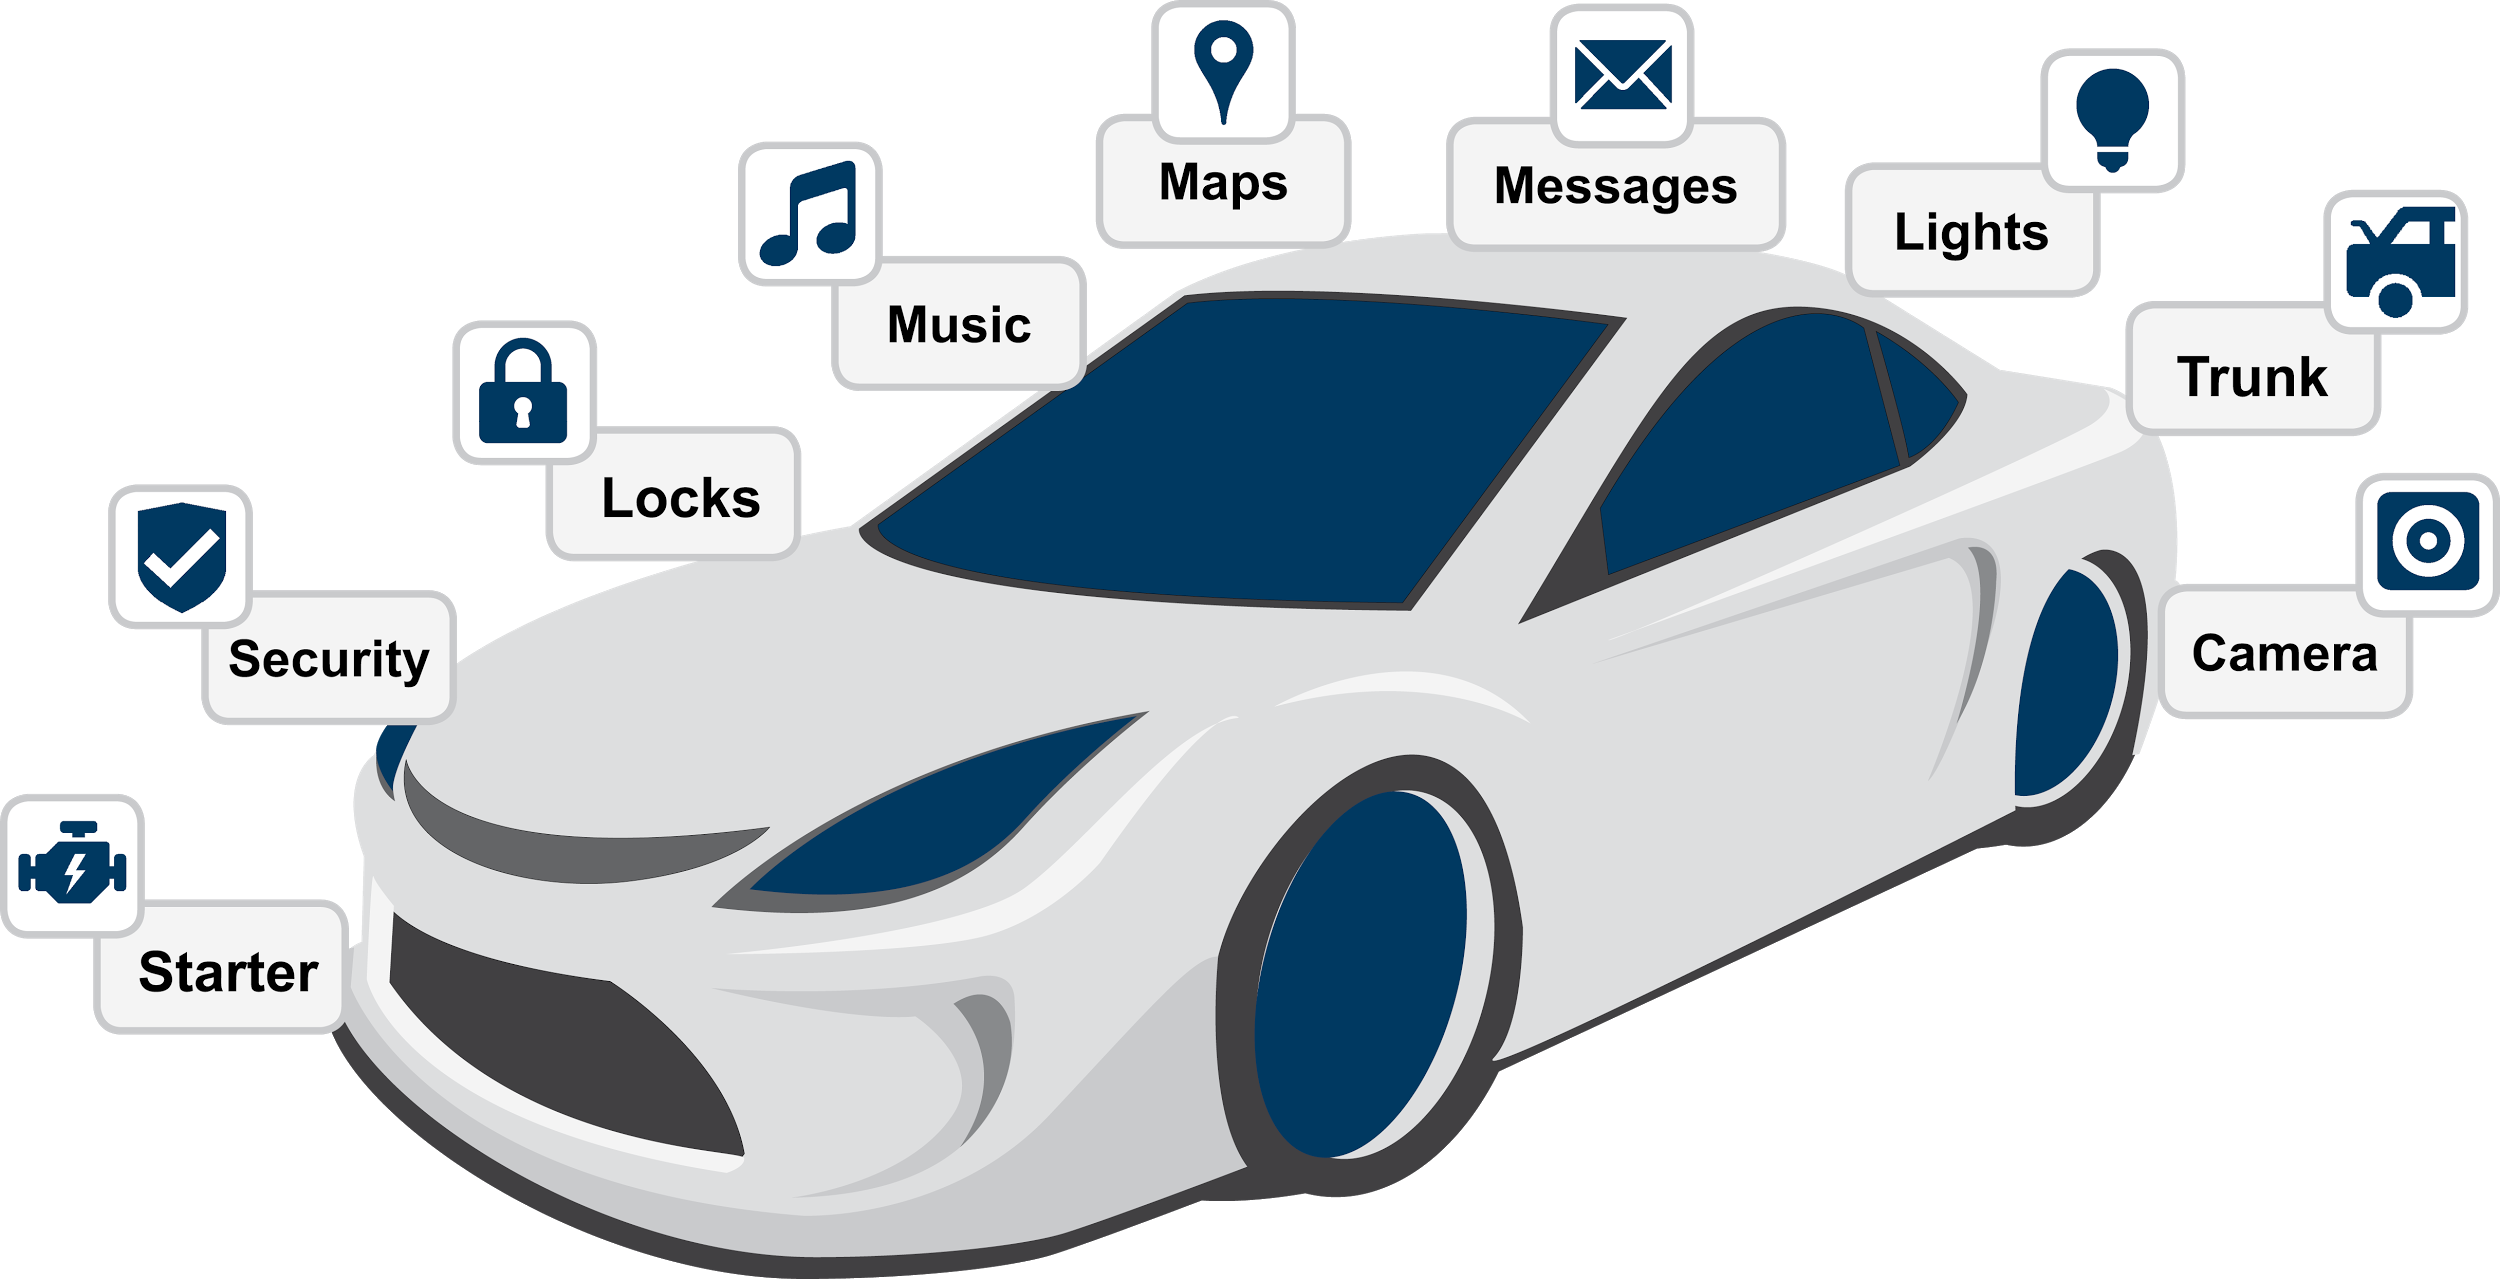 Maps
Messages
Lights
Music
Trunk
Locks
Security
Camera
Starter